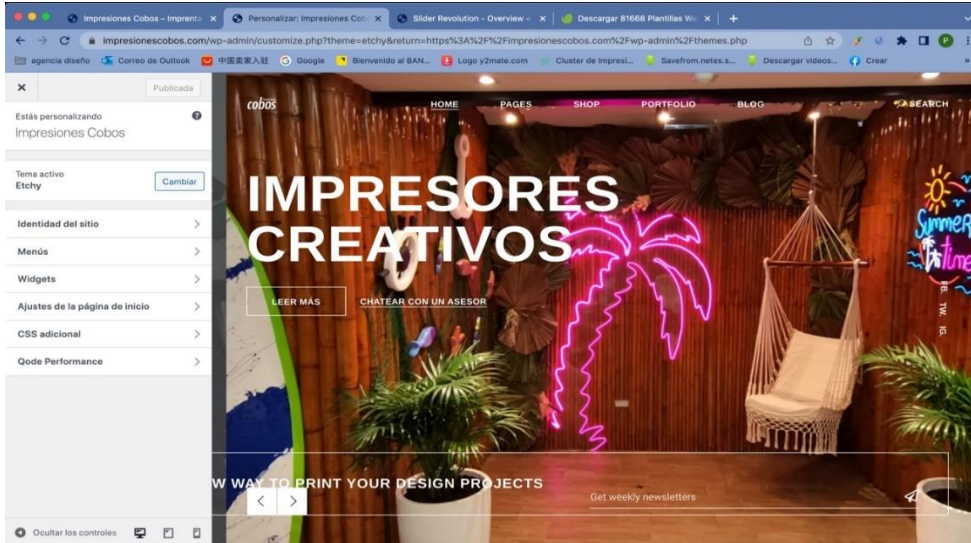 Impresiones Cobos – Imprenta
Personalizar: Impresiones Cob
Slider Revolution – Overview <
Descargar 81668 Plantillas We
impresionescobos.com/wp-admin/customize.php?theme=etchy&return=https%3A%2F%2Fimpresionescobos.com%2Fwp-admin%2Fthemes.php
P
agencia diseño
Correo de Outlook
中国卖家入驻
Google
Bienvenido al BAN...
Logo y2mate.com
Cluster de Impresi...
Savefrom.netes.s...
Descargar vídeos...
Crear
Publicada
Estás personalizando
Impresiones Cobos
Tema activo
Etchy
Cambiar
Identidad del sitio
Menús
Widgets
Ajustes de la página de inicio
CSS adicional
Qode Performance
Ocultar los controles
cobos
HOME PAGES SHOP PORTFOLIO BLOG SEARCH
IMPRESORES
CREATIVOS
LEER MÁS
CHATEAR CON UN ASESOR
Summer
time
FB. TW. IG.
W WAY TO PRINT YOUR DESIGN PROJECTS
Get weekly newsletters